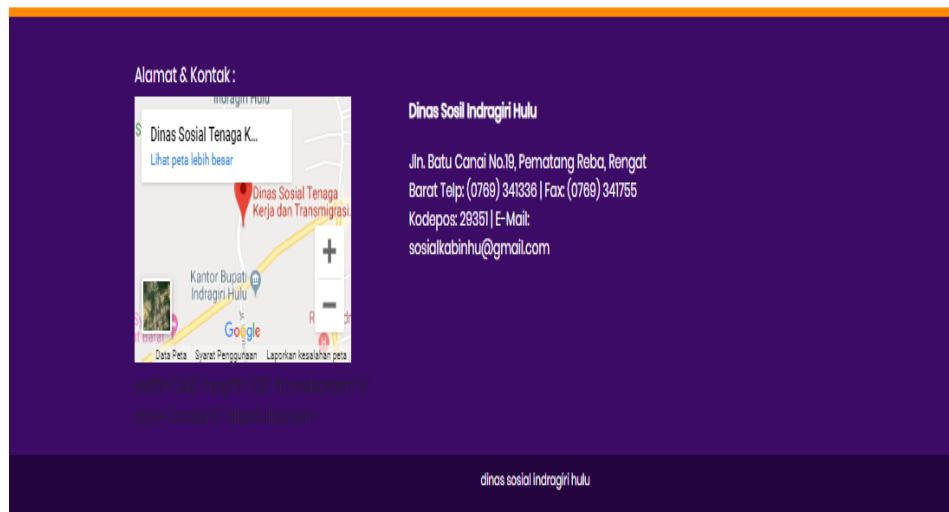 Alamat & Kontak :
Indragiri Hulu
Dinas Sosial Tenaga K...
Lihat peta lebih besar
Dinas Sosial Tenaga
Kerja dan Transmigrasi.
+
Kantor Bupati
Indragiri Hulu
−
Google
Data Peta Syarat Penggunaan Laporkan kesalahan peta
Dinas Sosil Indragiri Hulu
Jln. Batu Canai No.19, Pematang Reba, Rengat
Barat Telp: (0769) 341336 | Fax: (0769) 341755
Kodepos: 29351 | E-Mail:
sosialkabinhu@gmail.com
dinas sosial indragiri hulu